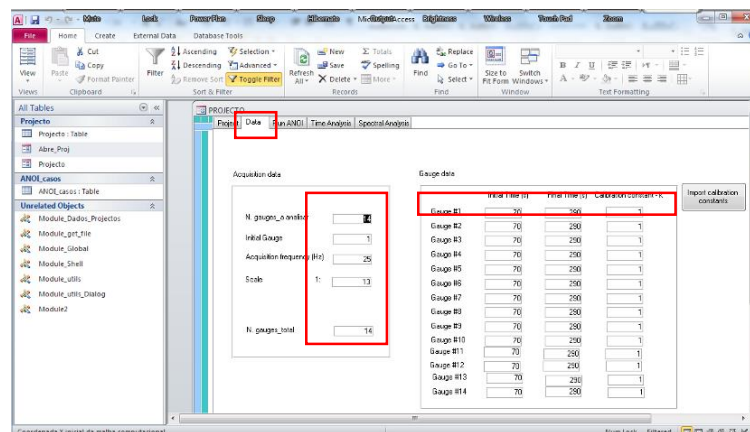 Mute Lock PowerPlan Sleep Hibernate Microsoft Access Brightness Wireless Touch Pad Zoom
File Home Create External Data Database Tools
View
Paste
Cut
Copy
Format Painter
Filter
Ascending
Descending
Remove Sort
Selection
Advanced
Toggle Filter
Refresh All
New
Save
Delete
Totals
Spelling
More
Find
Replace
Go To
Select
Size to Fit Form
Switch Windows
B I U
Views Clipboard Sort & Filter Records Find Window Text Formatting
All Tables
Projecto
Projecto : Table
Abre_Proj
Projecto
ANOI_casos
ANOI_casos : Table
Unrelated Objects
Module_Dados_Projectos
Module_get_file
Module_Global
Module_Shell
Module_utils
Module_utils_Dialog
Module2
PROJECTO
Project Data Run ANOI Time Analysis Spectral Analysis
Acquisition data
N. gauges_a analisar 14
Initial Gauge 1
Acquisition frequency (Hz) 25
Scale 1: 13
N. gauges_total 14
Gauge data
Initial Time (s) Final Time (s) Calibration constant - K
Gauge #1 70 290 1
Gauge #2 70 290 1
Gauge #3 70 290 1
Gauge #4 70 290 1
Gauge #5 70 290 1
Gauge #6 70 290 1
Gauge #7 70 290 1
Gauge #8 70 290 1
Gauge #9 70 290 1
Gauge #10 70 290 1
Gauge #11 70 290 1
Gauge #12 70 290 1
Gauge #13 70 290 1
Gauge #14 70 290 1
Import calibration
constants
Coordenada X inicial da malha computacional
Num Lock Filtered